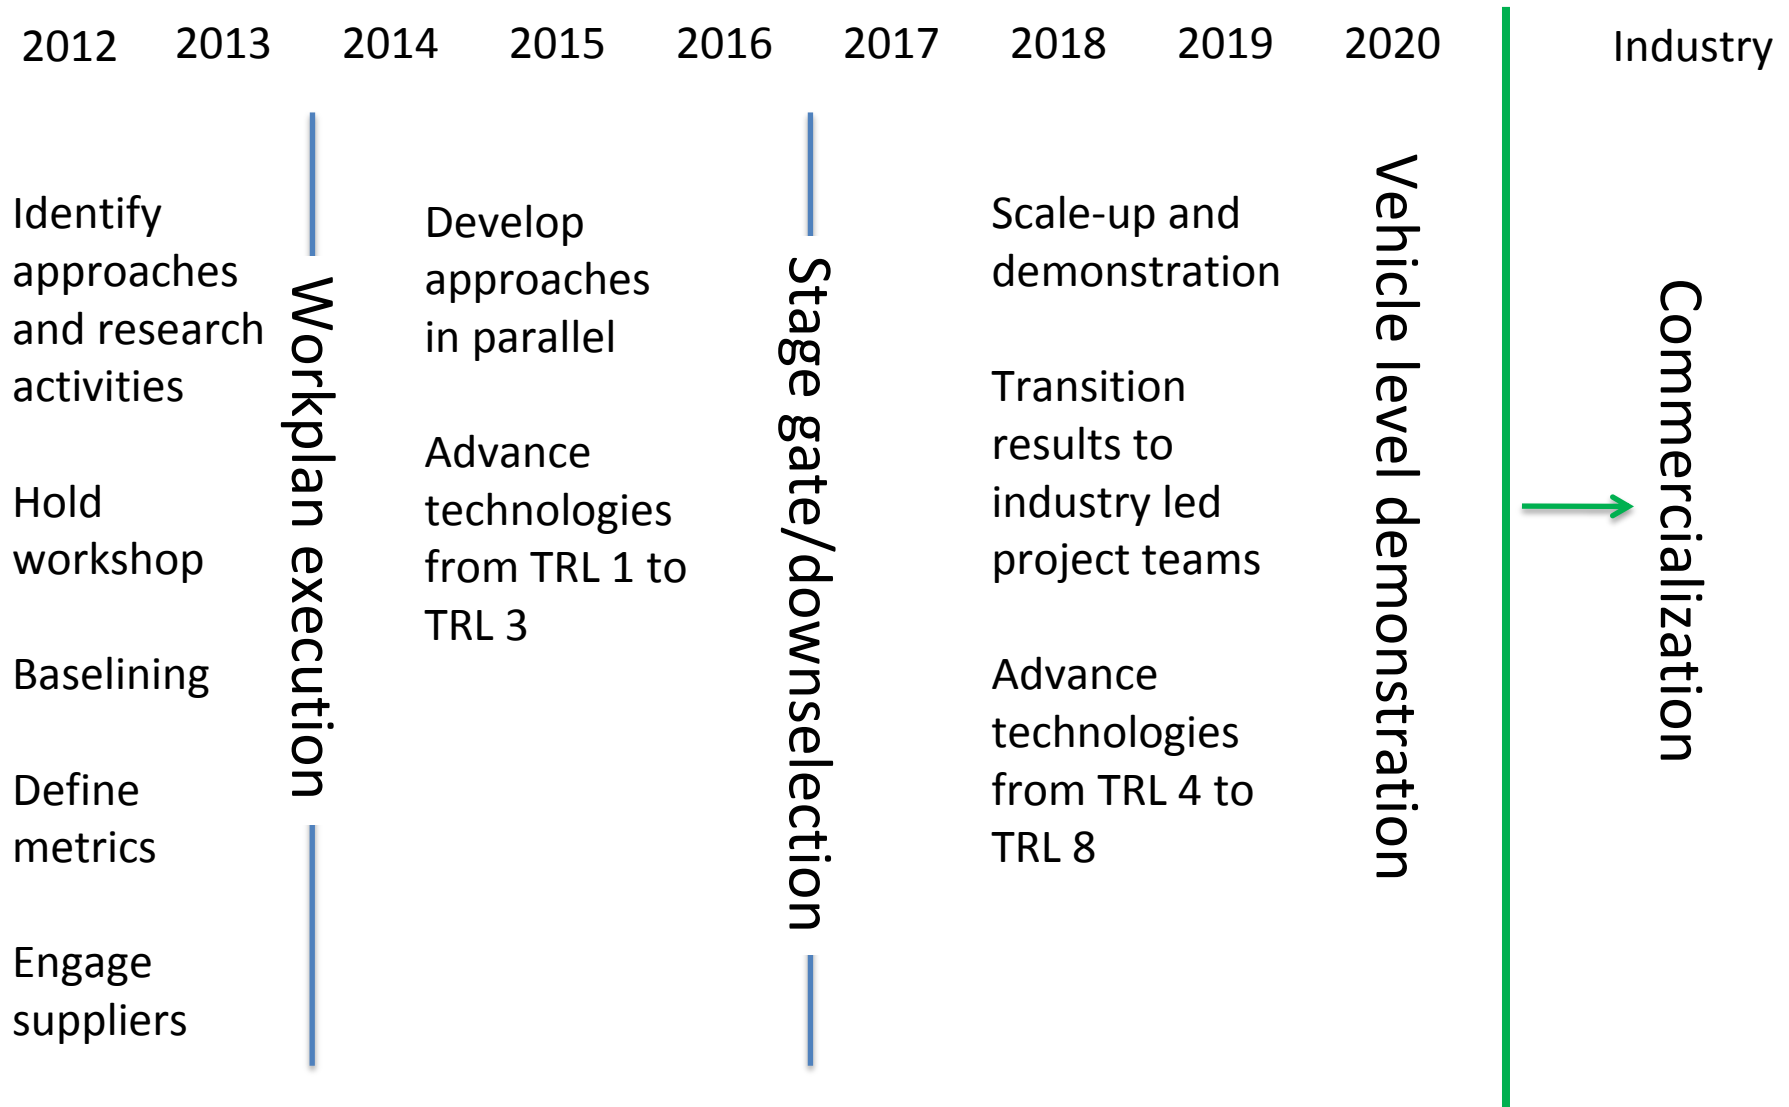 2012 2013 2014 2015 2016 2017 2018 2019 2020 Industry
Identify
approaches
and research
activities
Hold
workshop
Baselining
Define
metrics
Engage
suppliers
Workplan execution
Develop
approaches
in parallel
Advance
technologies
from TRL 1 to
TRL 3
Stage gate/downselection
Scale-up and
demonstration
Transition
results to
industry led
project teams
Advance
technologies
from TRL 4 to
TRL 8
Vehicle level demonstration
Commercialization